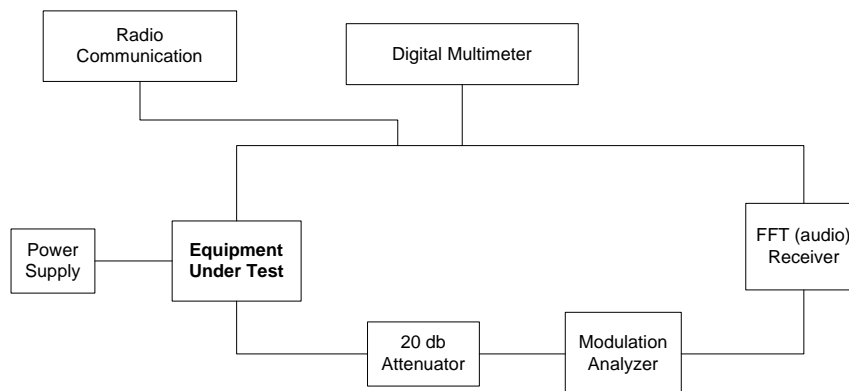 Radio
Communication
Digital Multimeter
Power
Supply
Equipment
Under Test
FFT (audio)
Receiver
20 db
Attenuator
Modulation
Analyzer